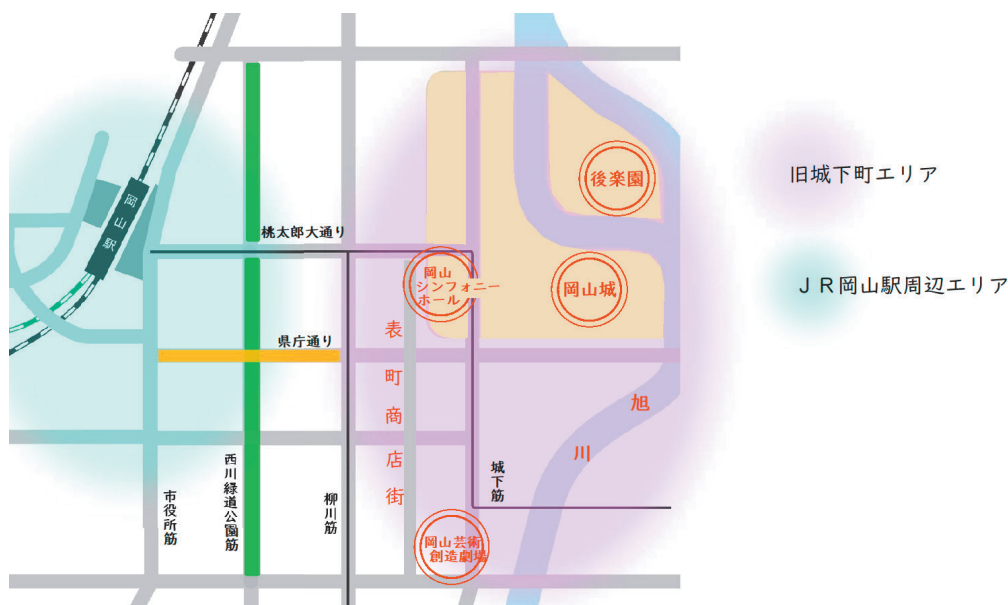 後楽園
旧城下町エリア
岡山駅
桃太郎大通り
岡山
シンフォニー
ホール
岡山城
JR岡山駅周辺エリア
県庁通り
表町商店街
旭川
西川緑道公園筋
市役所筋
柳川筋
城下筋
岡山芸術
創造劇場